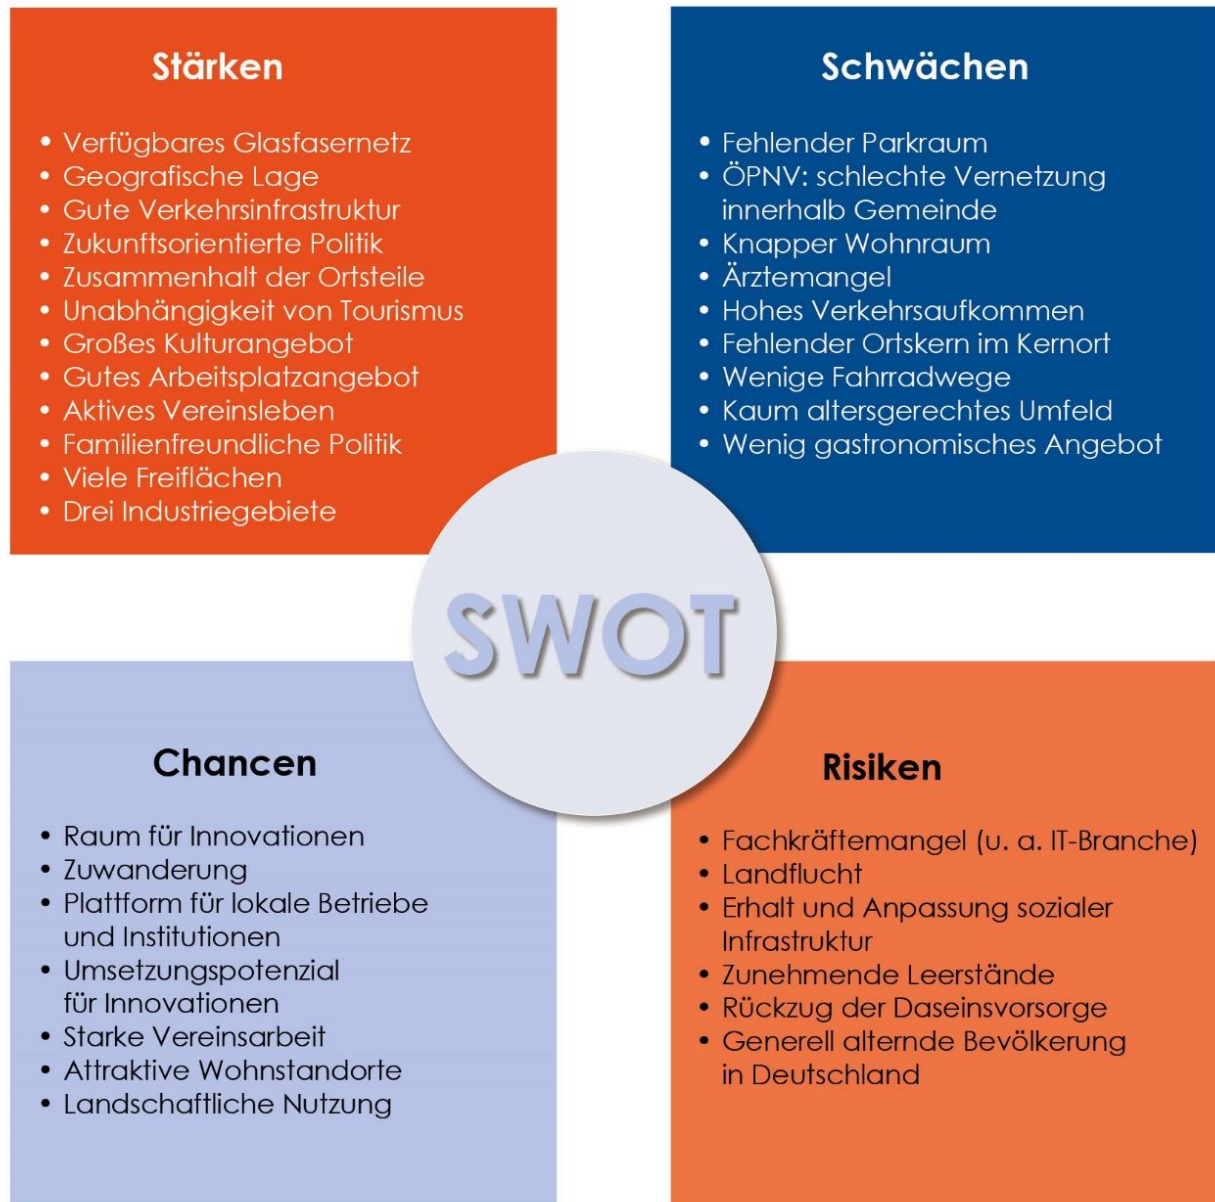 Stärken
• Verfügbares Glasfasernetz
• Geografische Lage
• Gute Verkehrsinfrastruktur
• Zukunftsorientierte Politik
• Zusammenhalt der Ortsteile
• Unabhängigkeit von Tourismus
• Großes Kulturangebot
• Gutes Arbeitsplatzangebot
• Aktives Vereinsleben
• Familienfreundliche Politik
• Viele Freiflächen
• Drei Industriegebiete
Schwächen
• Fehlender Parkraum
• ÖPNV: schlechte Vernetzung
innerhalb Gemeinde
• Knapper Wohnraum
• Ärztemangel
• Hohes Verkehrsaufkommen
• Fehlender Ortskern im Kernort
• Wenige Fahrradwege
• Kaum altersgerechtes Umfeld
• Wenig gastronomisches Angebot
SWOT
Chancen
• Raum für Innovationen
• Zuwanderung
• Plattform für lokale Betriebe
und Institutionen
• Umsetzungspotenzial
für Innovationen
• Starke Vereinsarbeit
• Attraktive Wohnstandorte
• Landschaftliche Nutzung
Risiken
• Fachkräftemangel (u. a. IT-Branche)
• Landflucht
• Erhalt und Anpassung sozialer
Infrastruktur
• Zunehmende Leerstände
• Rückzug der Daseinsvorsorge
• Generell alternde Bevölkerung
in Deutschland